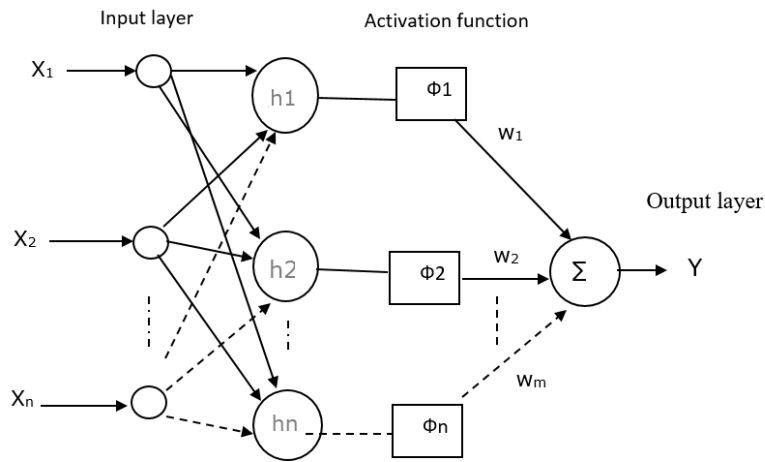 Input layer
Activation function
X₁
h1
Φ1
w₁
Output layer
X₂
h2
Φ2
w₂
Σ
Y
Xₙ
hn
Φn
wₘ